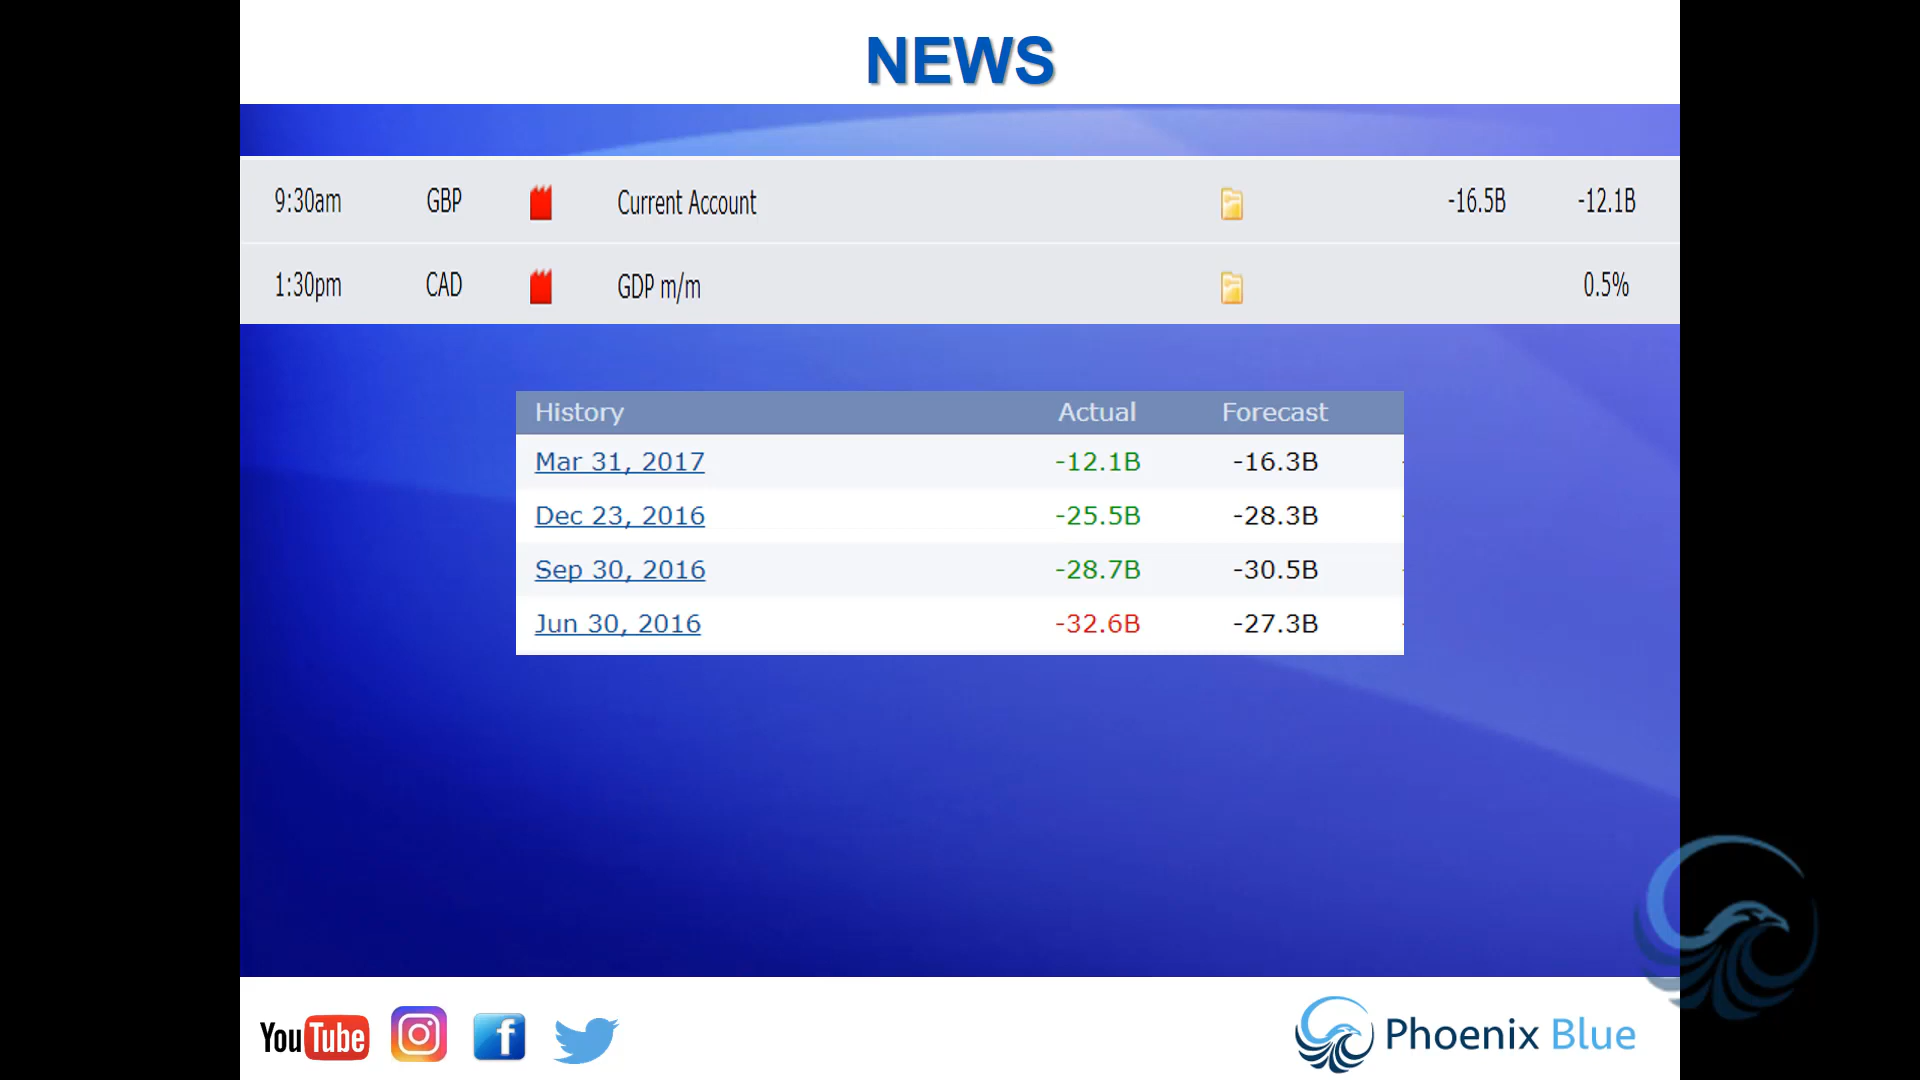 NEWS
9:30am GBP Current Account -16.5B -12.1B
1:30pm CAD GDP m/m 0.5%
History Actual Forecast
Mar 31, 2017 -12.1B -16.3B
Dec 23, 2016 -25.5B -28.3B
Sep 30, 2016 -28.7B -30.5B
Jun 30, 2016 -32.6B -27.3B
YouTube f Phoenix Blue